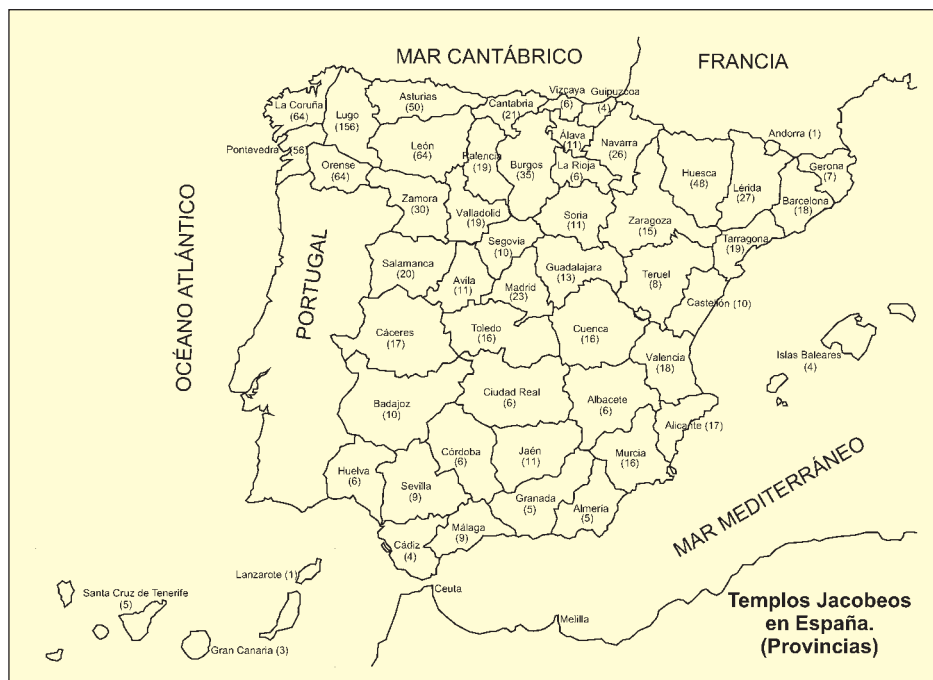 MAR CANTÁBRICO
FRANCIA
OCÉANO ATLÁNTICO
PORTUGAL
MAR MEDITERRÁNEO
La Coruña
(64)
Lugo
(156)
Asturias
(50)
Cantabria
(21)
Vizcaya
(6)
Guipuzcoa
(4)
Álava
(11)
Navarra
(26)
Andorra (1)
Gerona
(7)
Pontevedra (56)
Orense
(64)
León
(64)
Palencia
(19)
Burgos
(35)
La Rioja
(6)
Huesca
(48)
Lérida
(27)
Barcelona
(18)
Zamora
(30)
Valladolid
(19)
Soria
(11)
Zaragoza
(15)
Tarragona
(19)
Segovia
(10)
Salamanca
(20)
Avila
(11)
Madrid
(23)
Guadalajara
(13)
Teruel
(8)
Castellón (10)
Cáceres
(17)
Toledo
(16)
Cuenca
(16)
Valencia
(18)
Islas Baleares
(4)
Badajoz
(10)
Ciudad Real
(6)
Albacete
(6)
Alicante (17)
Huelva
(6)
Sevilla
(9)
Córdoba
(6)
Jaén
(11)
Murcia
(16)
Granada
(5)
Almería
(5)
Málaga
(9)
Cádiz
(4)
Ceuta
Melilla
Lanzarote (1)
Santa Cruz de Tenerife
(5)
Gran Canaria (3)
Templos Jacobeos
en España.
(Provincias)